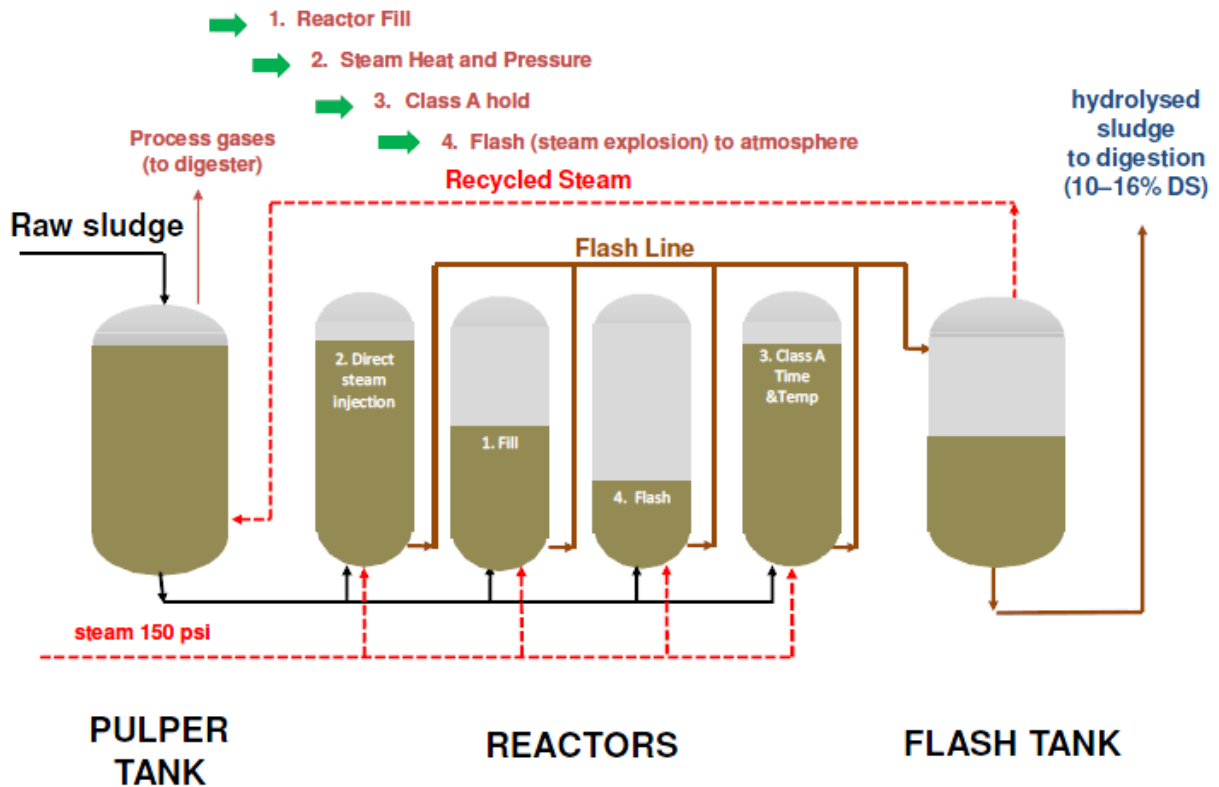 1. Reactor Fill
2. Steam Heat and Pressure
3. Class A hold
4. Flash (steam explosion) to atmosphere
Process gases
(to digester)
hydrolysed
sludge
to digestion
(10–16% DS)
Recycled Steam
Raw sludge
Flash Line
2. Direct
steam
injection
1. Fill
4. Flash
3. Class A
Time
&Temp
steam 150 psi
PULPER
TANK
REACTORS
FLASH TANK